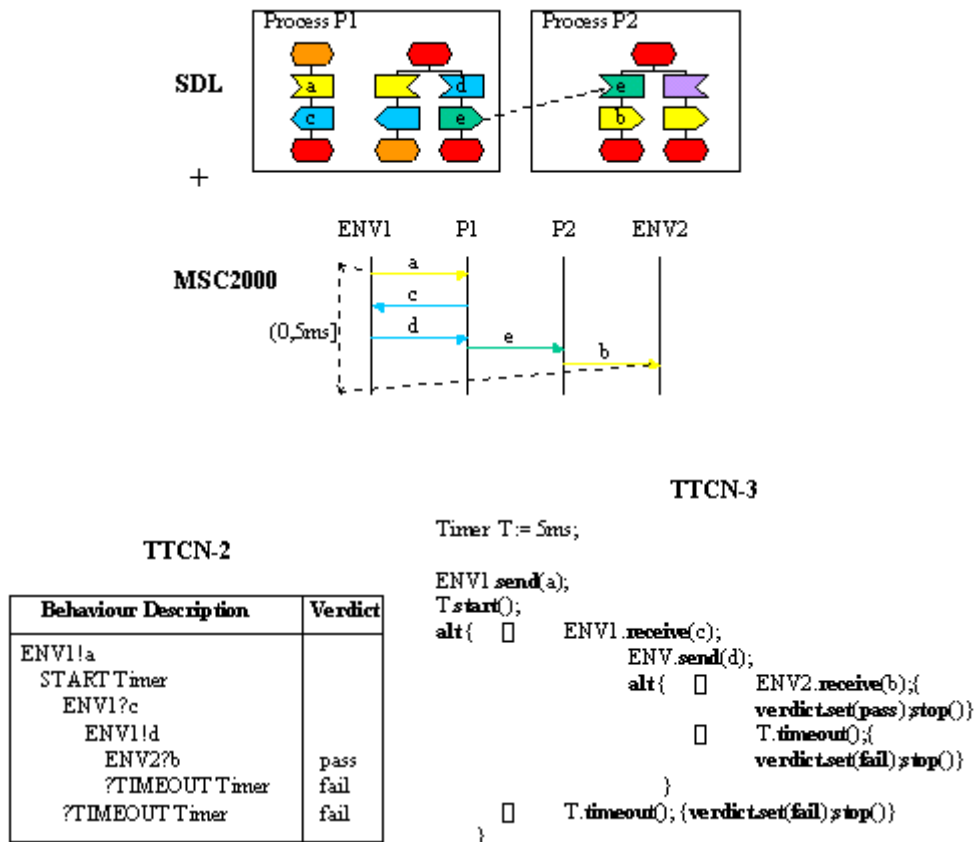 Process P1
Process P2
SDL
a
d
e
c
e
b
+
ENV1 P1 P2 ENV2
MSC2000
a
c
(0,5ms]
d
e
b
TTCN-3
Timer T:= 5ms;
ENV1.send(a);
T.start();
alt{ [] ENV1.receive(c);
ENV.send(d);
alt{ [] ENV2.receive(b);{
verdict.set(pass);stop()}
[] T.timeout();{
verdict.set(fail);stop()}
}
[] T.timeout(); {verdict.set(fail);stop()}
}
TTCN-2
Behaviour Description Verdict
ENV1!a
START Timer
ENV1?c
ENV1!d
ENV2?b pass
?TIMEOUT Timer fail
?TIMEOUT Timer fail